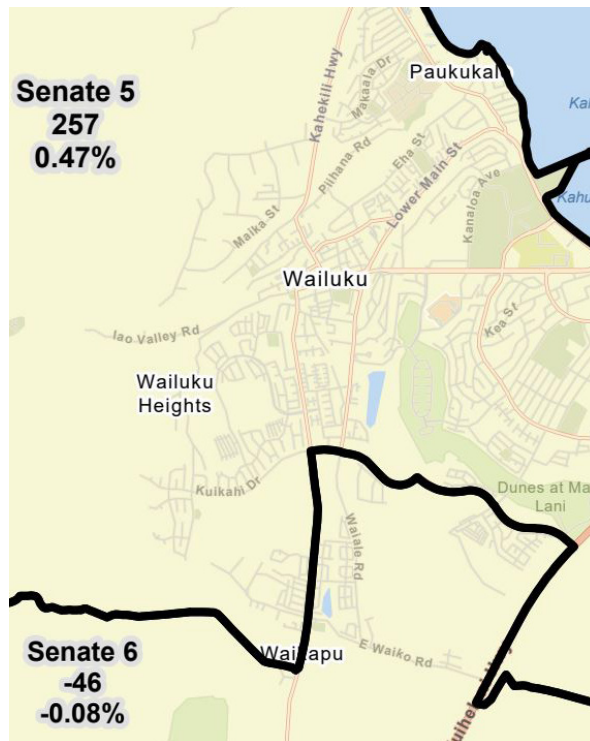 Paukukalo
Senate 5
257
0.47%
Kahekili Hwy
Makaala Dr
Piihana Rd
Eha St
Lower Main St
Kanaloa Ave
Maika St
Wailuku
Iao Valley Rd
Kea St
Wailuku
Heights
Kuikahi Dr
Dunes at Ma
Lani
Waiale Rd
Waikapu
E Waiko Rd
Senate 6
-46
-0.08%